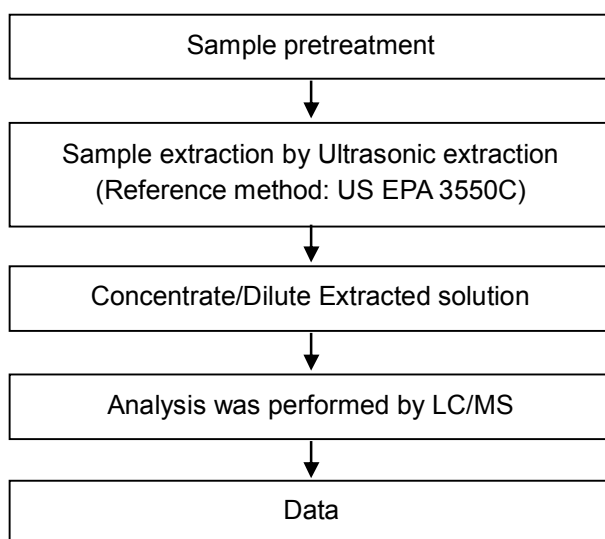 Sample pretreatment
Sample extraction by Ultrasonic extraction
(Reference method: US EPA 3550C)
Concentrate/Dilute Extracted solution
Analysis was performed by LC/MS
Data